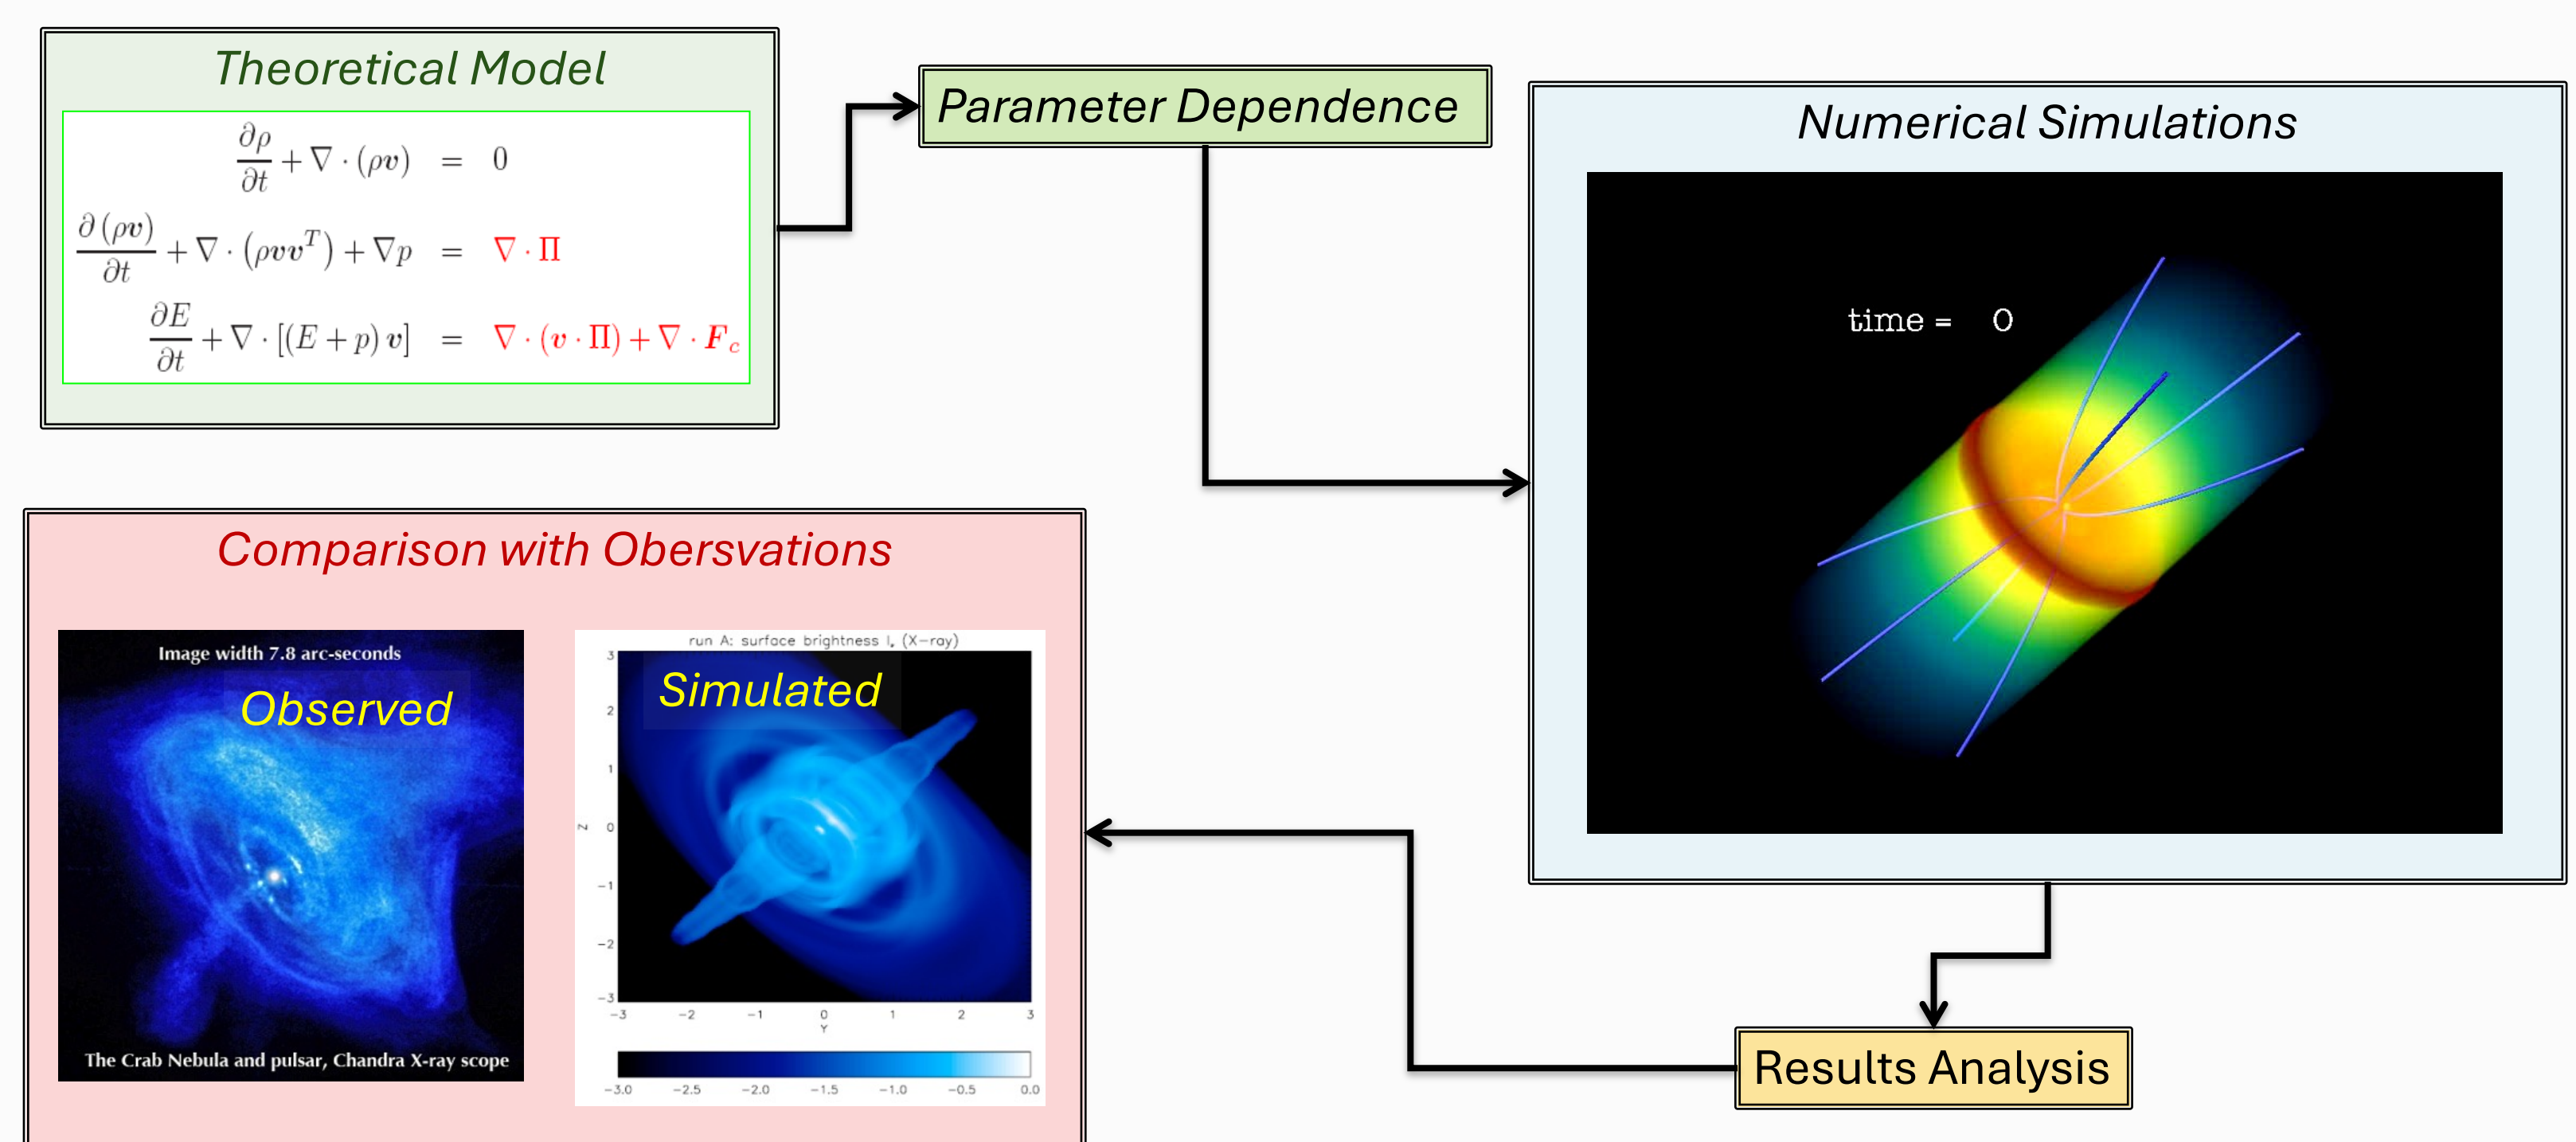 Theoretical Model
∂ρ/∂t + ∇ · (ρv) = 0
∂(ρv)/∂t + ∇ · (ρvv^T) + ∇p = ∇ · Π
∂E/∂t + ∇ · [(E + p) v] = ∇ · (v · Π) + ∇ · F_c
Parameter Dependence
Numerical Simulations
time = 0
Comparison with Obersvations
Image width 7.8 arc-seconds
Observed
The Crab Nebula and pulsar, Chandra X-ray scope
run A: surface brightness I, (X-ray)
Simulated
3
2
1
0
-1
-2
-3
Z
-3 -2 -1 0 1 2 3
Y
-3.0 -2.5 -2.0 -1.5 -1.0 -0.5 0.0
Results Analysis